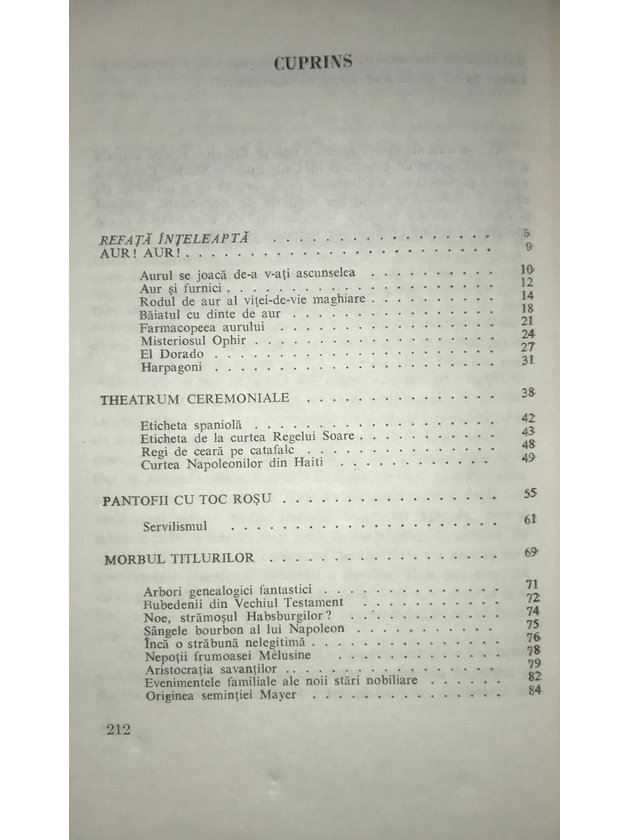 CUPRINS
REFAȚĂ ÎNȚELEAPTĂ . . . . . . . . . . . . . . . . 5
AUR! AUR! . . . . . . . . . . . . . . . . . . . . . 9
Aurul se joacă de-a v-ați ascunselea . . . . . . . . 10
Aur și furnici . . . . . . . . . . . . . . . . . . 12
Rodul de aur al viței-de-vie maghiare . . . . . . . . 14
Băiatul cu dinte de aur . . . . . . . . . . . . . . 18
Farmacopeea aurului . . . . . . . . . . . . . . 21
Misteriosul Ophir . . . . . . . . . . . . . . . . 24
El Dorado . . . . . . . . . . . . . . . . . . . 27
Harpagoni . . . . . . . . . . . . . . . . . . . 31
THEATRUM CEREMONIALE . . . . . . . . . . . . . 38
Eticheta spaniolă . . . . . . . . . . . . . . . . 42
Eticheta de la curtea Regelui Soare . . . . . . . . . 43
Regi de ceară pe catafalc . . . . . . . . . . . . . 48
Curtea Napoleonilor din Haiti . . . . . . . . . . 49
PANTOFII CU TOC ROȘU . . . . . . . . . . . . . . 55
Servilismul . . . . . . . . . . . . . . . . . 61
MORBUL TITLURILOR . . . . . . . . . . . . . . . 69
Arbori genealogici fantastici . . . . . . . . . . . . 71
Rubedenii din Vechiul Testament . . . . . . . . . 72
Noe, strămoșul Habsburgilor? . . . . . . . . . . . 74
Sângele bourbon al lui Napoleon . . . . . . . . . . 75
Încă o străbună nelegitimă . . . . . . . . . . . . . 76
Nepoții frumoasei Mélusine . . . . . . . . . . . 78
Aristocrația savanților . . . . . . . . . . . . . . 79
Evenimentele familiale ale noii stări nobiliare . . . . . 82
Originea seminției Mayer . . . . . . . . . . . . . 84
212